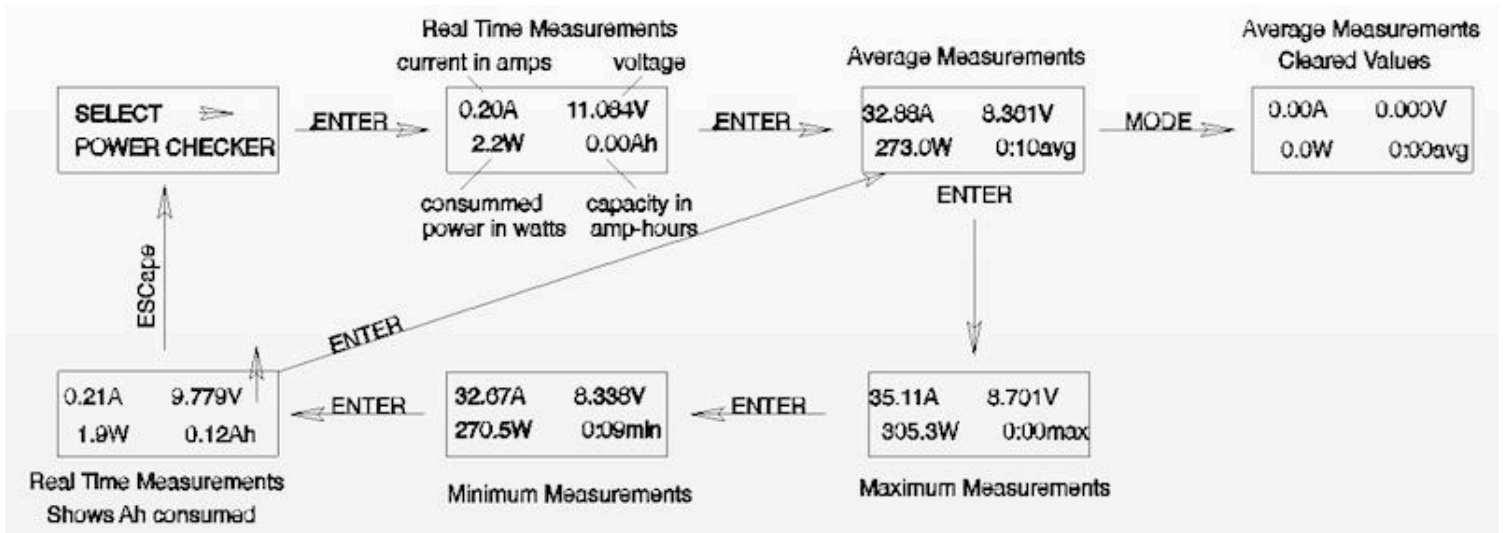 Real Time Measurements
current in amps
voltage
Average Measurements
Average Measurements
Cleared Values
SELECT
POWER CHECKER
ENTER
0.20A 11.084V
2.2W 0.00Ah
ENTER
32.88A 8.301V
273.0W 0:10avg
MODE
0.00A 0.000V
0.0W 0:00avg
consummed
power in watts
capacity in
amp-hours
ENTER
ESCape
ENTER
0.21A 9.779V
1.9W 0.12Ah
ENTER
32.67A 8.338V
270.5W 0:09min
ENTER
35.11A 8.701V
305.3W 0:00max
Real Time Measurements
Shows Ah consumed
Minimum Measurements
Maximum Measurements